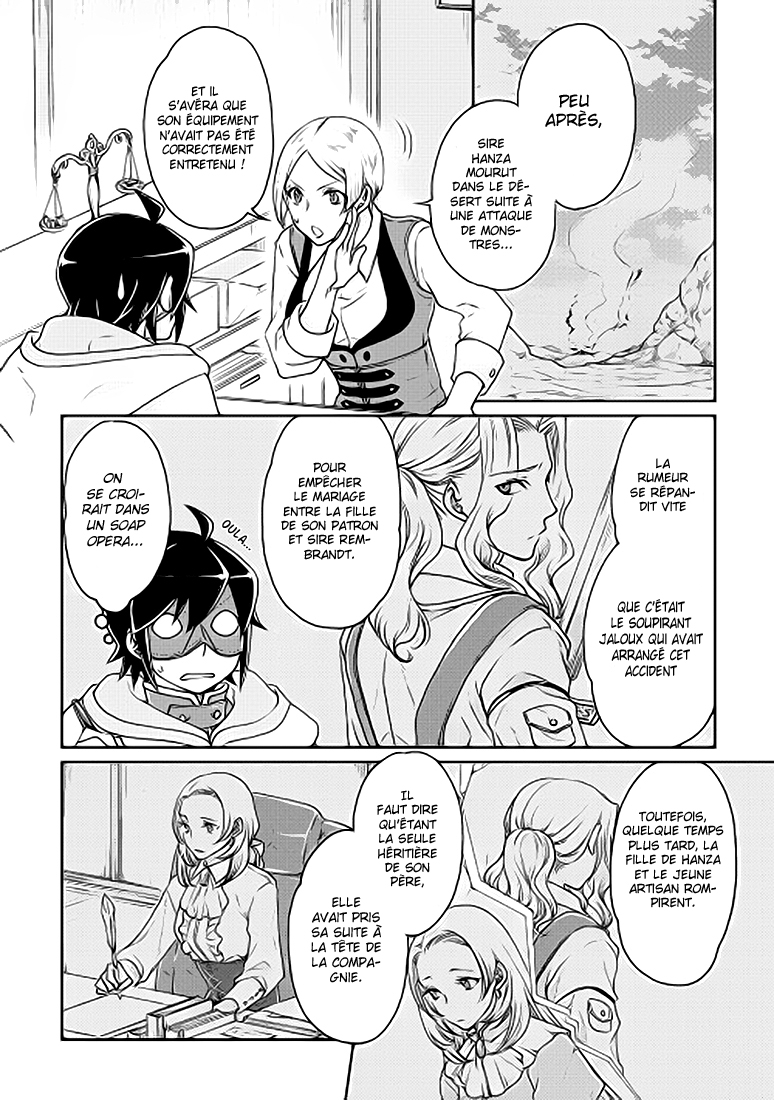 PEU
APRÈS,
SIRE
HANZA
MOURUT
DANS LE DÉ-
SERT SUITE À
UNE ATTAQUE
DE MONS-
TRES...
ET IL
S'AVÉRA QUE
SON ÉQUIPEMENT
N'AVAIT PAS ÉTÉ
CORRECTEMENT
ENTRETENU !
LA
RUMEUR
SE RÉPAN-
DIT VITE
QUE C'ÉTAIT
LE SOUPIRANT
JALOUX QUI AVAIT
ARRANGÉ CET
ACCIDENT
POUR
EMPÊCHER
LE MARIAGE
ENTRE LA FILLE
DE SON PATRON
ET SIRE REM-
BRANDT.
OULA...
ON
SE CROI-
RAIT DANS
UN SOAP
OPERA...
TOUTEFOIS,
QUELQUE TEMPS
PLUS TARD, LA
FILLE DE HANZA
ET LE JEUNE
ARTISAN ROM-
PIRENT.
IL
FAUT DIRE
QU'ÉTANT
LA SEULE
HÉRITIÈRE
DE SON
PÈRE,
ELLE
AVAIT PRIS
SA SUITE À
LA TÊTE DE
LA COMPA-
GNIE.